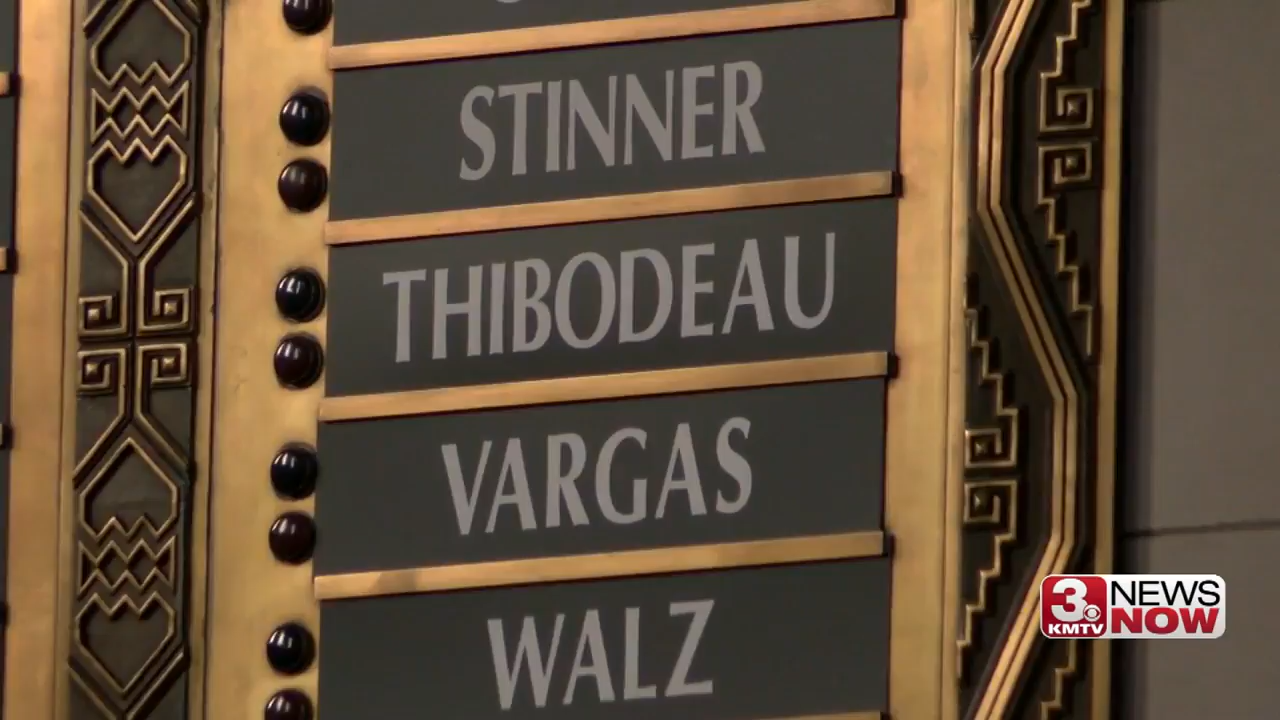 STINNER
THIBODEAU
VARGAS
WALZ
3 NEWS
KMTV NOW